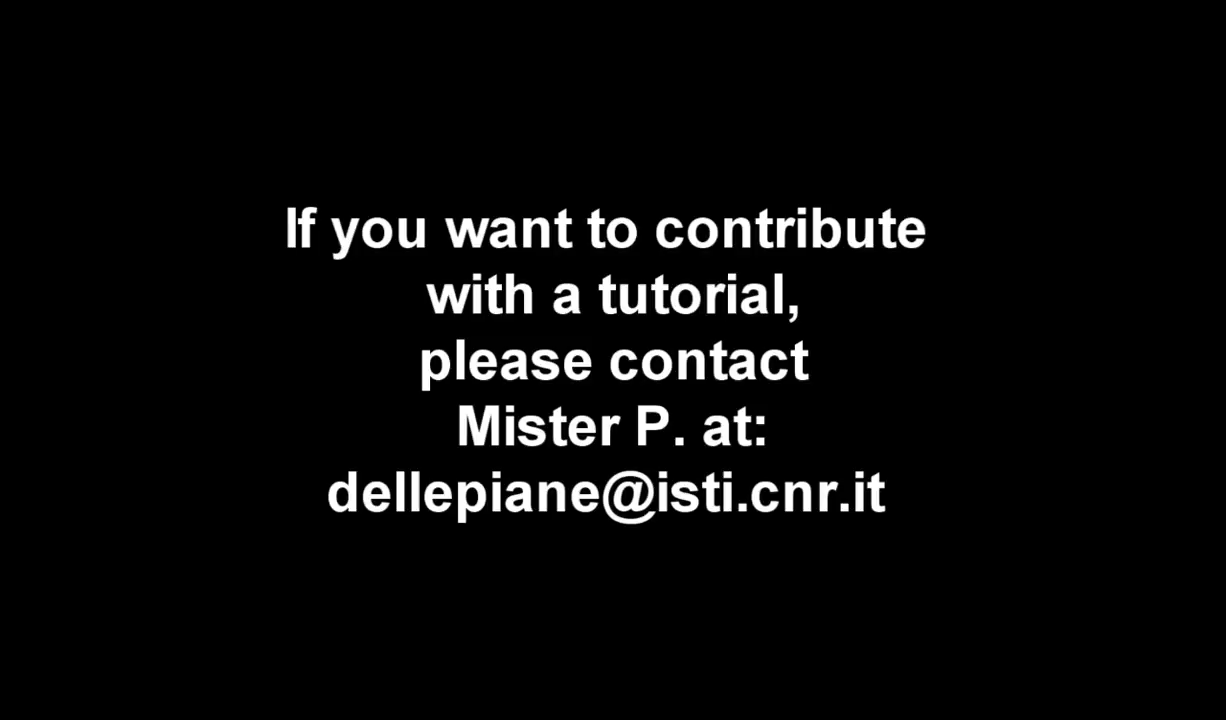 If you want to contribute
with a tutorial,
please contact
Mister P. at:
dellepiane@isti.cnr.it